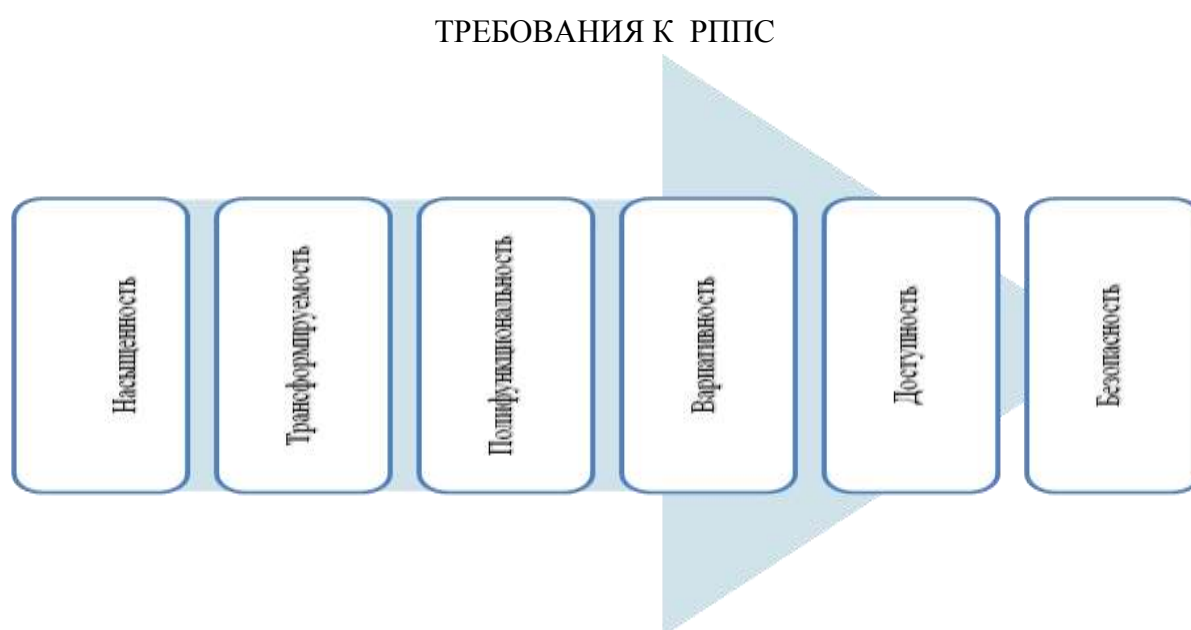 ТРЕБОВАНИЯ К РППС
Насыщенность
Трансформируемость
Полифункциональность
Вариативность
Доступность
Безопасность